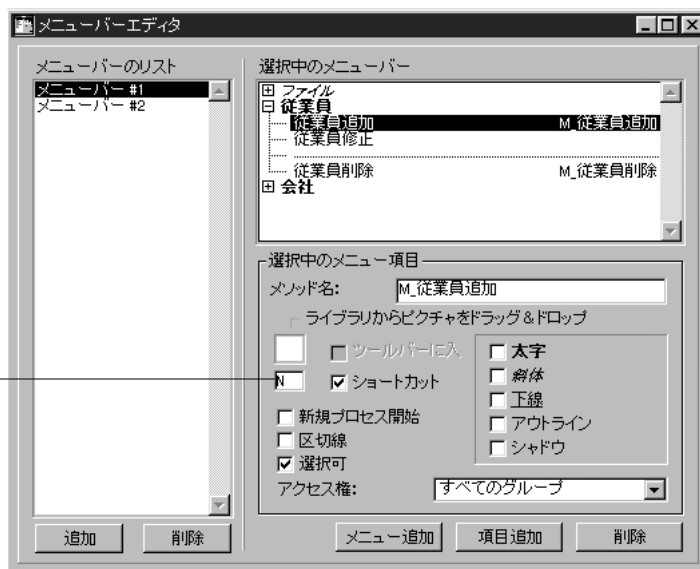 メニューバーエディタ
メニューバーのリスト
メニューバー #1
メニューバー #2
追加
削除
選択中のメニューバー
ファイル
従業員
従業員追加 M_従業員追加
従業員修正
従業員削除 M_従業員削除
会社
選択中のメニュー項目
メソッド名: M_従業員追加
ライブラリからピクチャをドラッグ&ドロップ
ツールバーに入
N ショートカット
新規プロセス開始
区切線
選択可
太字
斜体
下線
アウトライン
シャドウ
アクセス権: すべてのグループ
メニュー追加
項目追加
削除